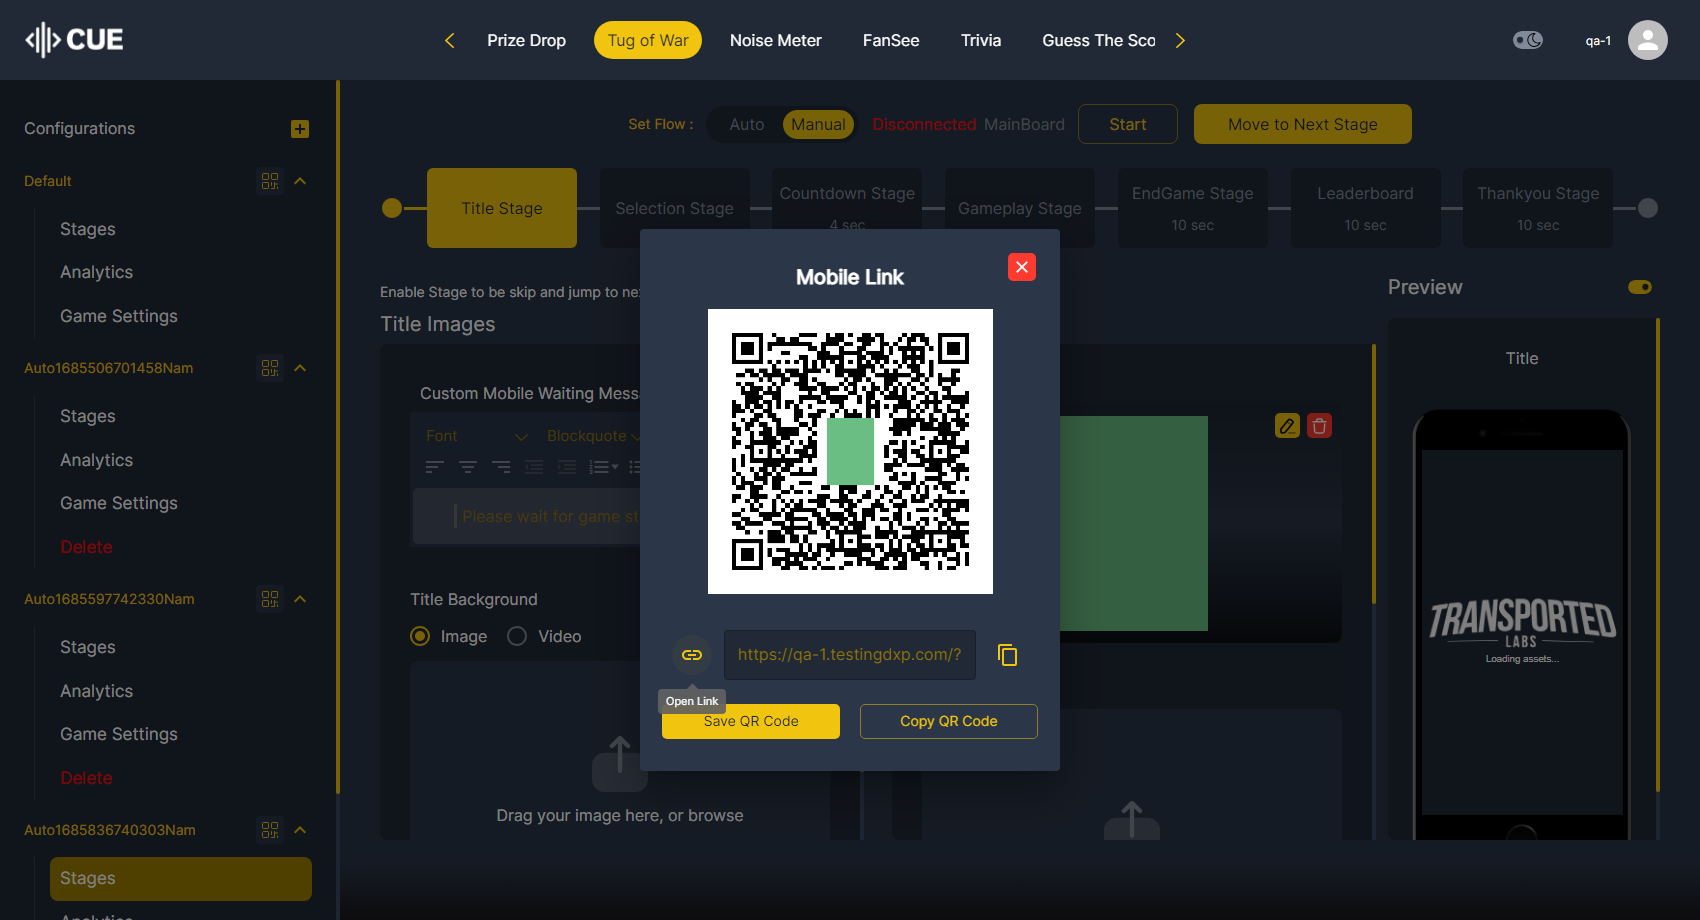 CUE
Prize Drop
Tug of War
Noise Meter
FanSee
Trivia
Guess The Sco
qa-1
Configurations
Default
Stages
Analytics
Game Settings
Auto1685506701458Nam
Stages
Analytics
Game Settings
Delete
Auto1685597742330Nam
Stages
Analytics
Game Settings
Delete
Auto1685836740303Nam
Stages
Analytics
Set Flow :
Auto
Manual
Disconnected MainBoard
Start
Move to Next Stage
Title Stage
Selection Stage
Countdown Stage
4 sec
Gameplay Stage
EndGame Stage
10 sec
Leaderboard
10 sec
Thankyou Stage
10 sec
Enable Stage to be skip and jump to ne
Title Images
Custom Mobile Waiting Mess
Font
Blockquote
Please wait for game st
Title Background
Image
Video
Drag your image here, or browse
Mobile Link
https://qa-1.testingdxp.com/?
Open Link
Save QR Code
Copy QR Code
Preview
Title
TRANSPORTED
LABS
Loading assets...